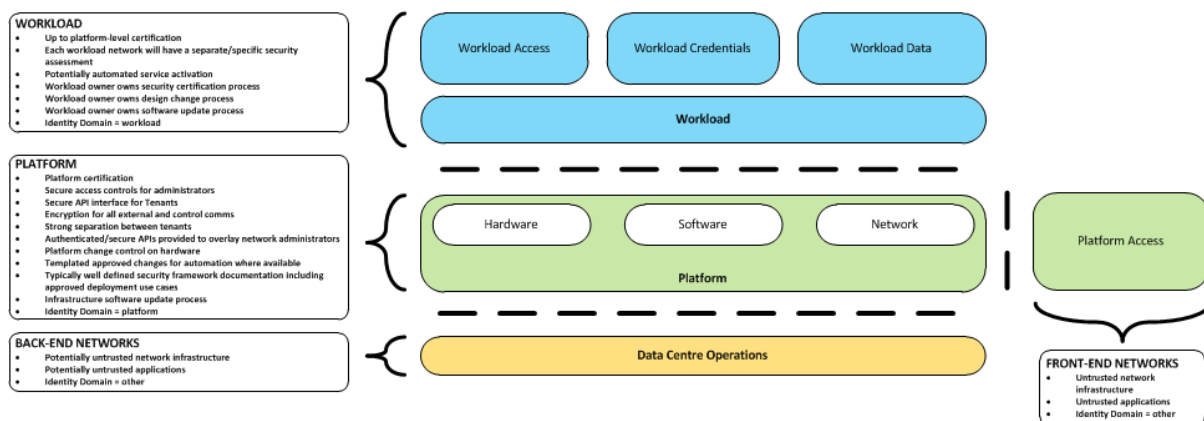 WORKLOAD
• Up to platform-level certification
• Each workload network will have a separate/specific security
assessment
• Potentially automated service activation
• Workload owner owns security certification process
• Workload owner owns design change process
• Workload owner owns software update process
• Identity Domain = workload
Workload Access
Workload Credentials
Workload Data
Workload
PLATFORM
• Platform certification
• Secure access controls for administrators
• Secure API interface for Tenants
• Encryption for all external and control comms
• Strong separation between tenants
• Authenticated/secure APIs provided to overlay network administrators
• Platform change control on hardware
• Templated approved changes for automation where available
• Typically well defined security framework documentation including
approved deployment use cases
• Infrastructure software update process
• Identity Domain = platform
Hardware
Software
Network
Platform
Platform Access
BACK-END NETWORKS
• Potentially untrusted network infrastructure
• Potentially untrusted applications
• Identity Domain = other
Data Centre Operations
FRONT-END NETWORKS
• Untrusted network
infrastructure
• Untrusted applications
• Identity Domain = other